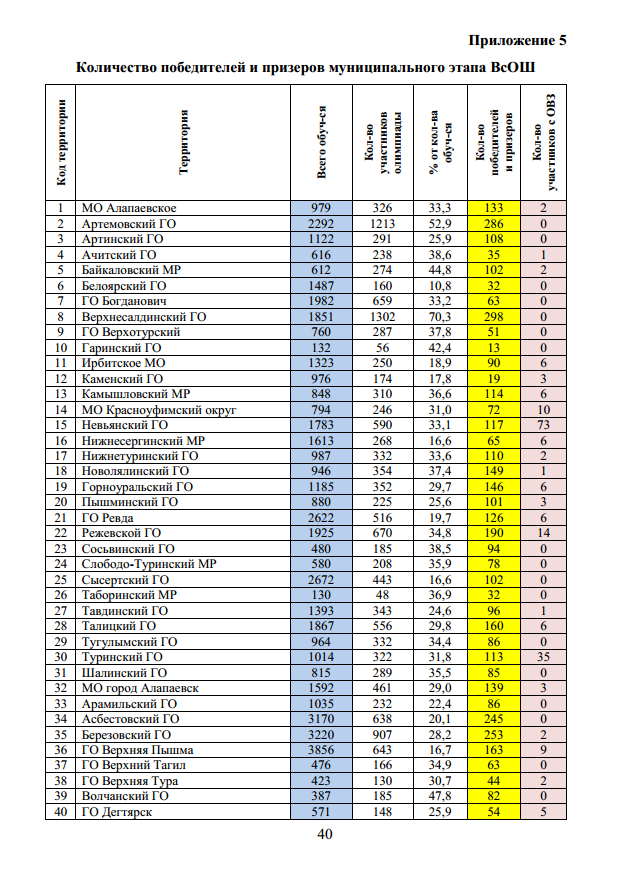 Приложение 5
Количество победителей и призеров муниципального этапа ВсОШ
Код территории Территория Всего обуч-ся Кол-во участников олимпиады % от кол-ва обуч-ся Кол-во победителей и призеров Кол-во участников с ОВЗ
1 МО Алапаевское 979 326 33,3 133 2
2 Артемовский ГО 2292 1213 52,9 286 0
3 Артинский ГО 1122 291 25,9 108 0
4 Ачитский ГО 616 238 38,6 35 1
5 Байкаловский МР 612 274 44,8 102 2
6 Белоярский ГО 1487 160 10,8 32 0
7 ГО Богданович 1982 659 33,2 63 0
8 Верхнесалдинский ГО 1851 1302 70,3 298 0
9 ГО Верхотурский 760 287 37,8 51 0
10 Гаринский ГО 132 56 42,4 13 0
11 Ирбитское МО 1323 250 18,9 90 6
12 Каменский ГО 976 174 17,8 19 3
13 Камышловский МР 848 310 36,6 114 6
14 МО Красноуфимский округ 794 246 31,0 72 10
15 Невьянский ГО 1783 590 33,1 117 73
16 Нижнесергинский МР 1613 268 16,6 65 6
17 Нижнетуринский ГО 987 332 33,6 110 2
18 Новолялинский ГО 946 354 37,4 149 1
19 Горноуральский ГО 1185 352 29,7 146 6
20 Пышминский ГО 880 225 25,6 101 3
21 ГО Ревда 2622 516 19,7 126 6
22 Режевской ГО 1925 670 34,8 190 14
23 Сосьвинский ГО 480 185 38,5 94 0
24 Слободо-Туринский МР 580 208 35,9 78 0
25 Сысертский ГО 2672 443 16,6 102 0
26 Таборинский МР 130 48 36,9 32 0
27 Тавдинский ГО 1393 343 24,6 96 1
28 Талицкий ГО 1867 556 29,8 160 6
29 Тугулымский ГО 964 332 34,4 86 0
30 Туринский ГО 1014 322 31,8 113 35
31 Шалинский ГО 815 289 35,5 85 0
32 МО город Алапаевск 1592 461 29,0 139 3
33 Арамильский ГО 1035 232 22,4 86 0
34 Асбестовский ГО 3170 638 20,1 245 0
35 Березовский ГО 3220 907 28,2 253 2
36 ГО Верхняя Пышма 3856 643 16,7 163 9
37 ГО Верхний Тагил 476 166 34,9 63 0
38 ГО Верхняя Тура 423 130 30,7 44 2
39 Волчанский ГО 387 185 47,8 82 0
40 ГО Дегтярск 571 148 25,9 54 5
40